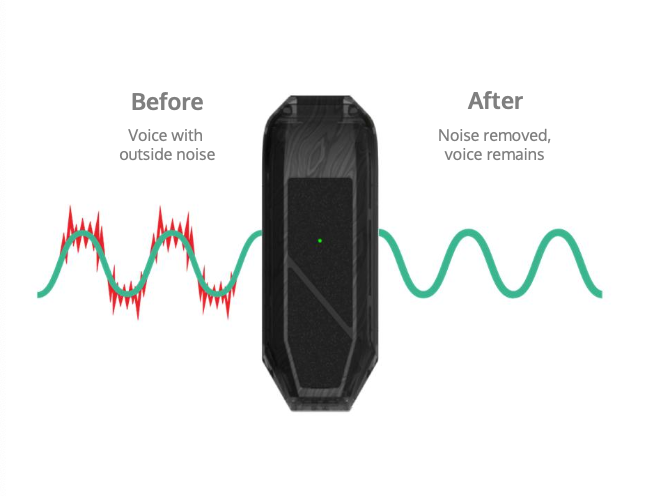 Before
Voice with
outside noise
After
Noise removed,
voice remains